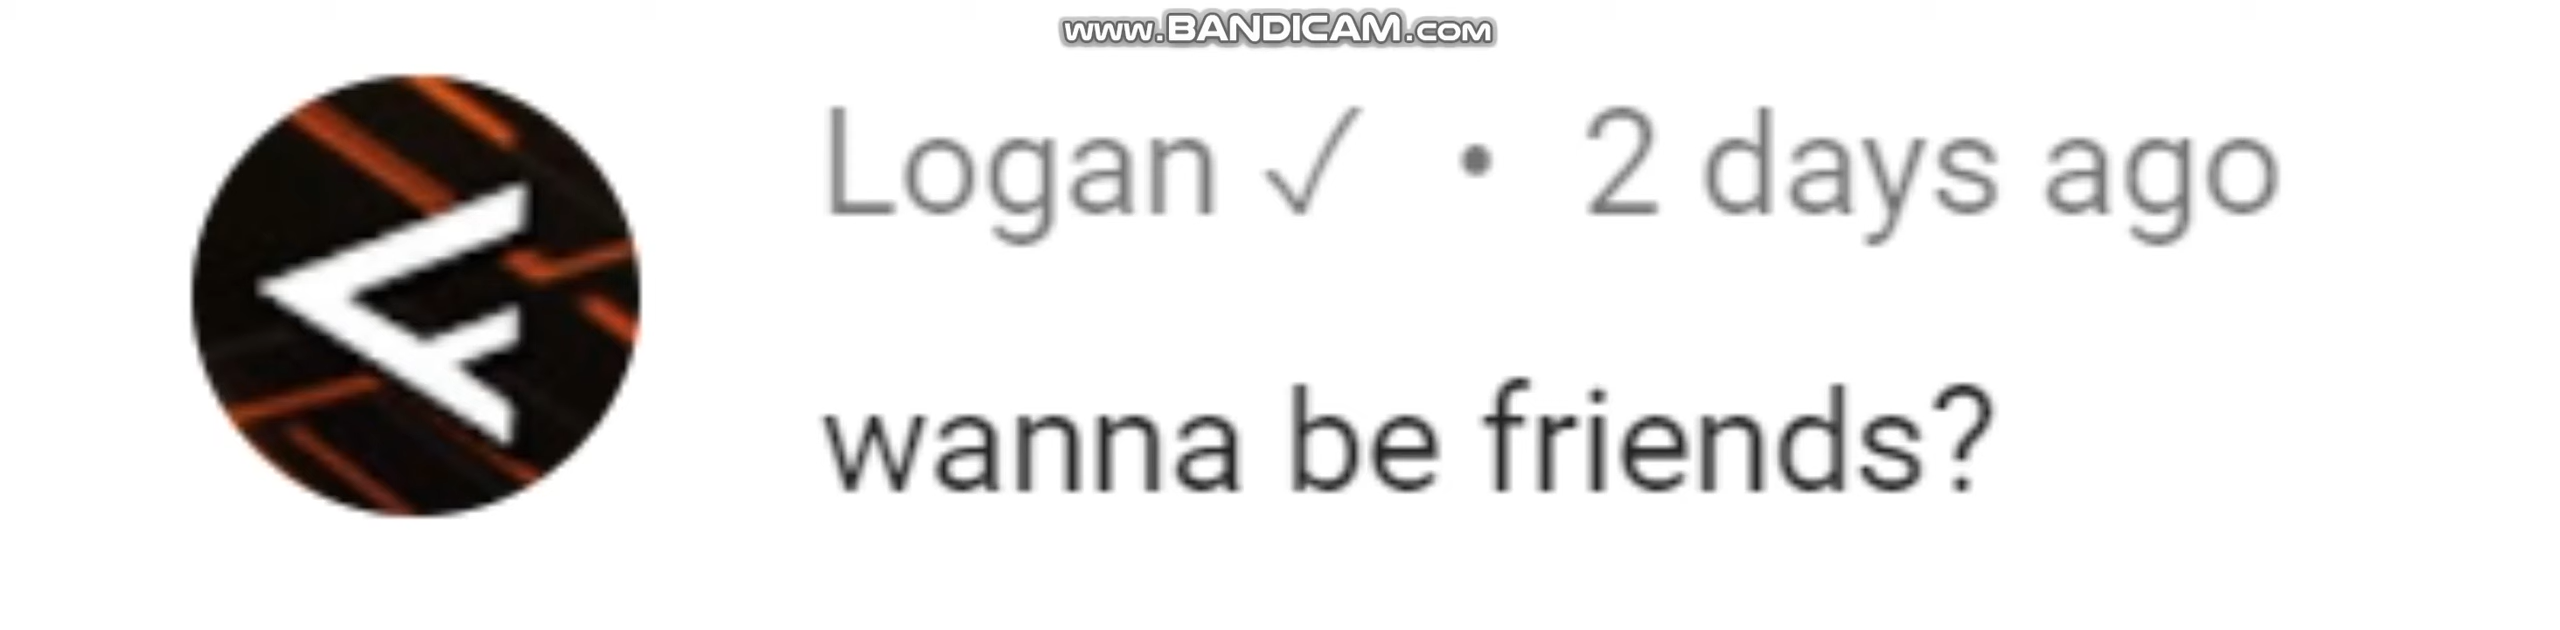 www.BANDICAM.com
Logan ✓ • 2 days ago
wanna be friends?